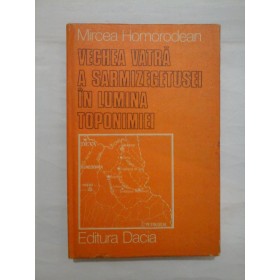 Mircea Homorodean
VECHEA VATRĂ
A SARMIZEGETUSEI
ÎN LUMINA
TOPONIMIEI
Editura Dacia